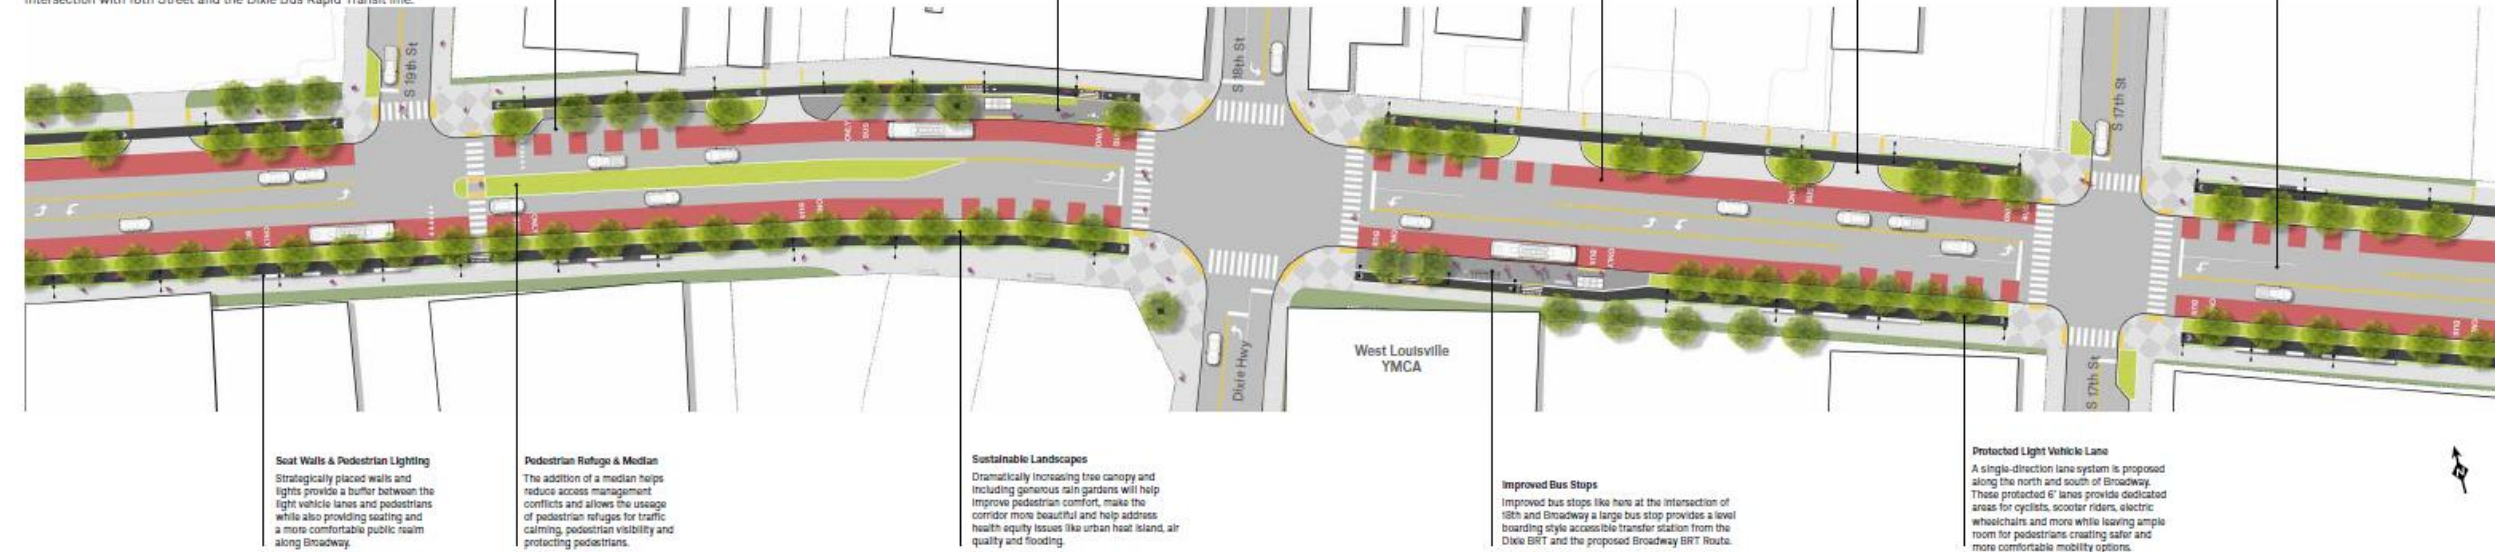 intersection with 18th Street and the Dixie Bus Rapid Transit line.
S 19th St
S 18th St
S 17th St
ONLY
BUS
ONLY
BUS
BUS
ONLY
BUS
ONLY
BUS
ONLY
BUS
Dixie Hwy
West Louisville
YMCA
S 17th St
Seat Walls & Pedestrian Lighting
Strategically placed walls and
lights provide a buffer between the
light vehicle lanes and pedestrians
while also providing seating and
a more comfortable public realm
along Broadway.
Pedestrian Refuge & Median
The addition of a median helps
reduce access management
conflicts and allows the useage
of pedestrian refuges for traffic
calming, pedestrian visibility and
protecting pedestrians.
Sustainable Landscapes
Dramatically increasing tree canopy and
including generous rain gardens will help
improve pedestrian comfort, make the
corridor more beautiful and help address
health equity issues like urban heat island, air
quality and flooding.
Improved Bus Stops
Improved bus stops like here at the intersection of
18th and Broadway a large bus stop provides a level
boarding style accessible transfer station from the
Dixie BRT and the proposed Broadway BRT Route.
Protected Light Vehicle Lane
A single-direction lane system is proposed
along the north and south of Broadway.
These protected 6' lanes provide dedicated
areas for cyclists, scooter riders, electric
wheelchairs and more while leaving ample
room for pedestrians creating safer and
more comfortable mobility options.
N